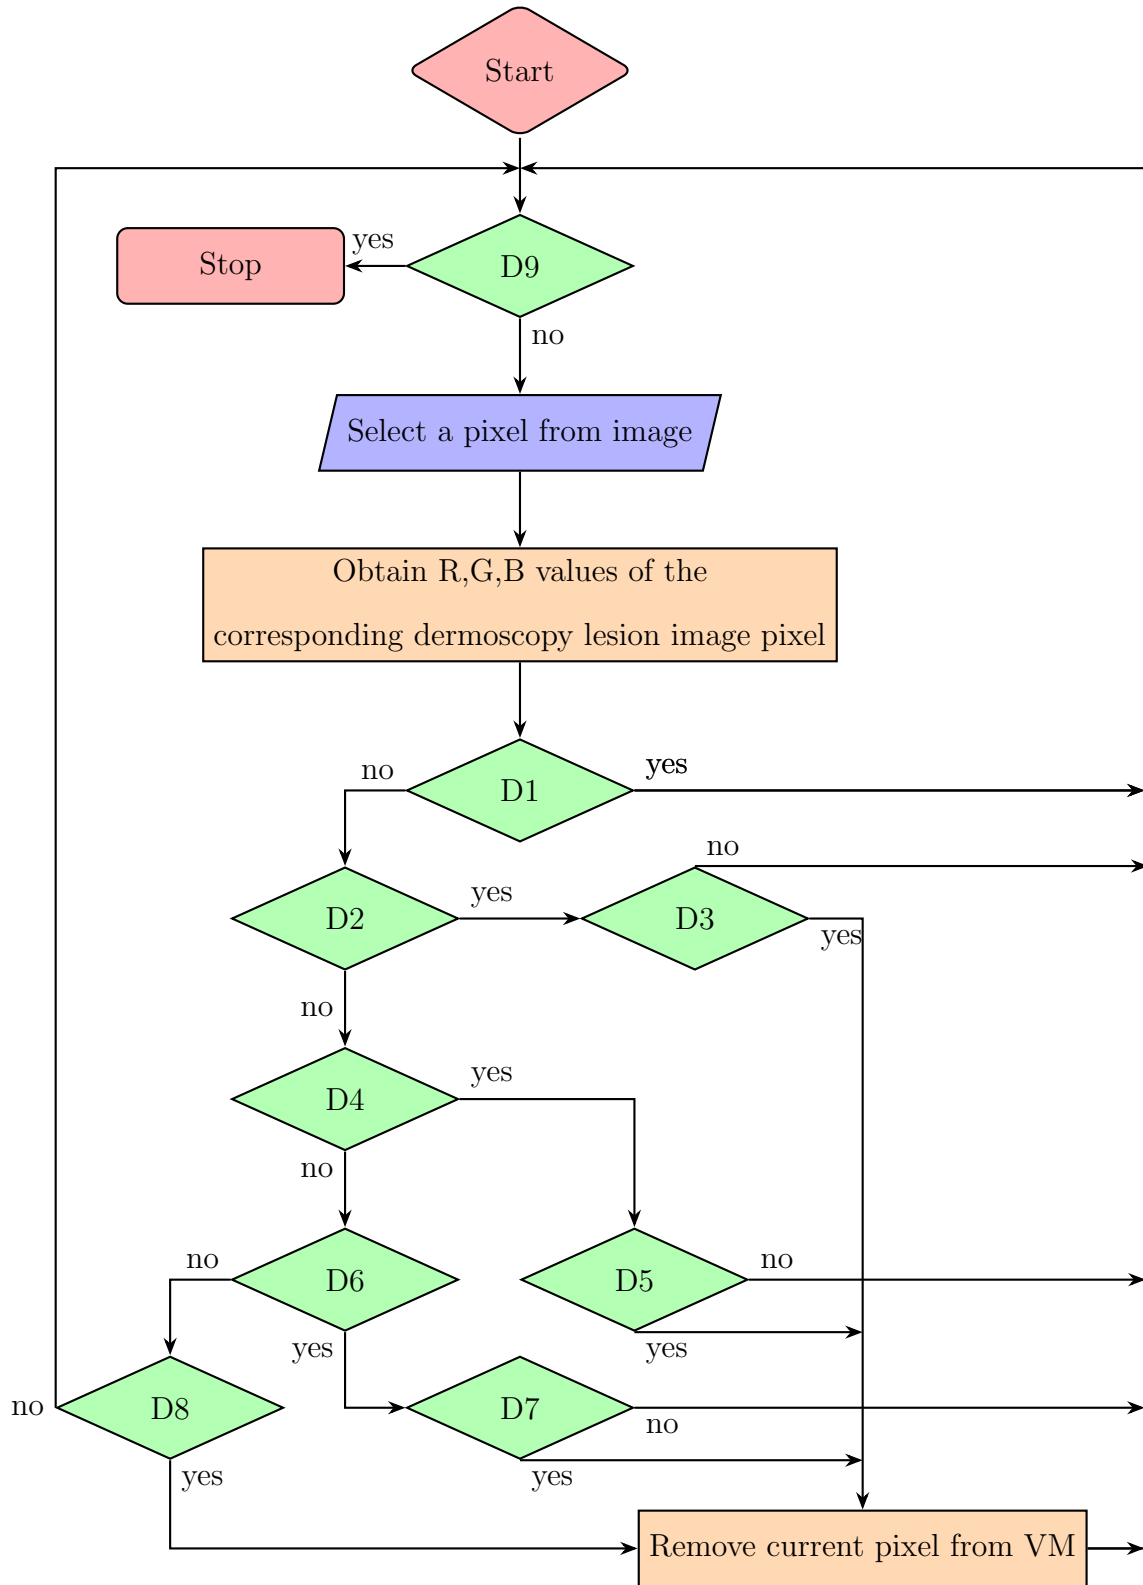 Start
yes
Stop
D9
no
Select a pixel from image
Obtain R,G,B values of the
corresponding dermoscopy lesion image pixel
no
D1
yes
no
D2
yes
D3
yes
no
D4
yes
no
no
D6
D5
no
yes
yes
no
D8
D7
no
yes
yes
Remove current pixel from VM